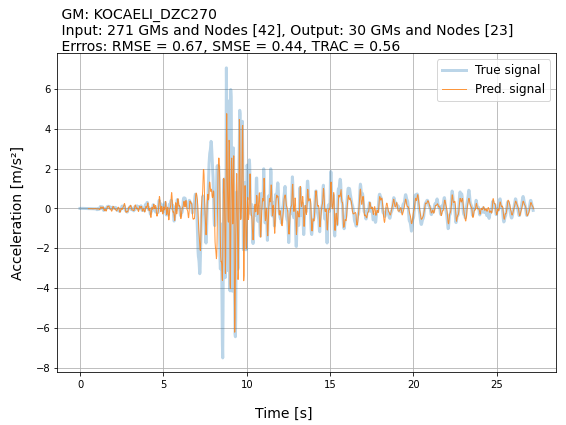 GM: KOCAELI_DZC270
Input: 271 GMs and Nodes [42], Output: 30 GMs and Nodes [23]
Errros: RMSE = 0.67, SMSE = 0.44, TRAC = 0.56
True signal
Pred. signal
6
4
2
0
−2
−4
−6
−8
Acceleration [m/s²]
0 5 10 15 20 25
Time [s]